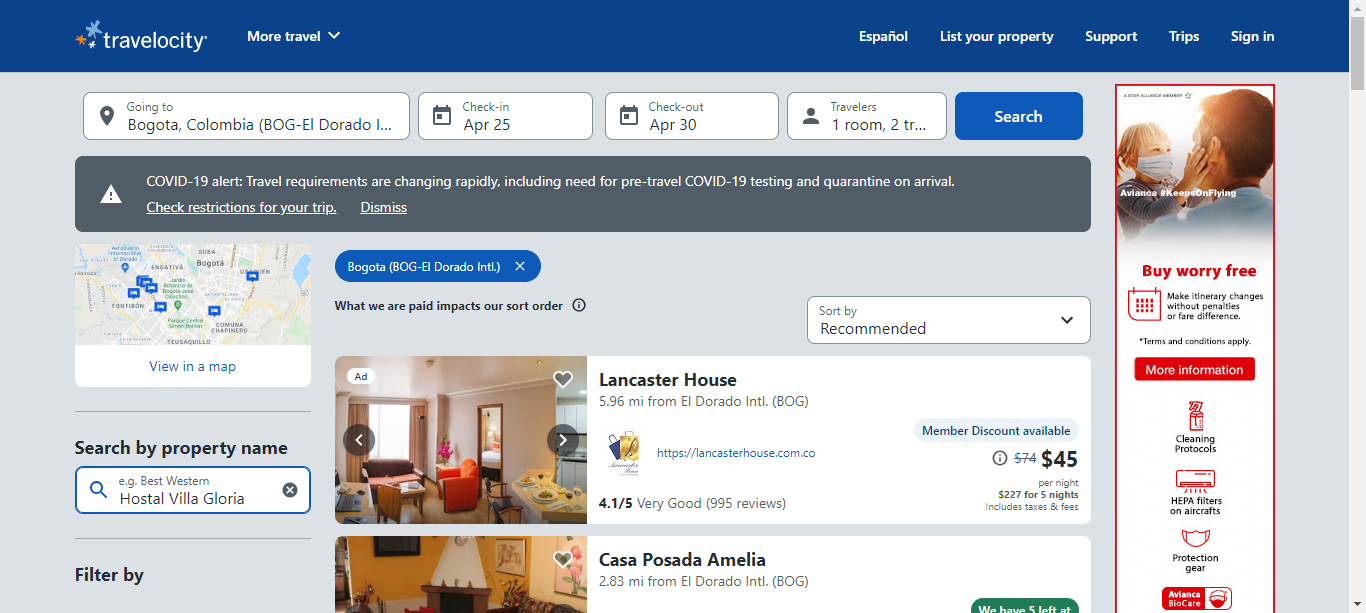 travelocity
More travel
Español
List your property
Support
Trips
Sign in
Going to
Bogota, Colombia (BOG-El Dorado I...
Check-in
Apr 25
Check-out
Apr 30
Travelers
1 room, 2 tr...
Search
COVID-19 alert: Travel requirements are changing rapidly, including need for pre-travel COVID-19 testing and quarantine on arrival.
Check restrictions for your trip.
Dismiss
SUBA
Bogotá
ENGATIVÁ
FONTIBÓN
COMUNA
CHAPINERO
TEUSAQUILLO
View in a map
Search by property name
e.g. Best Western
Hostal Villa Gloria
Filter by
Bogota (BOG-El Dorado Intl.)
What we are paid impacts our sort order
Sort by
Recommended
Ad
Lancaster House
5.96 mi from El Dorado Intl. (BOG)
Lancaster
House
https://lancasterhouse.com.co
4.1/5 Very Good (995 reviews)
Member Discount available
$74 $45
per night
$227 for 5 nights
Includes taxes & fees
Casa Posada Amelia
2.83 mi from El Dorado Intl. (BOG)
We have 5 left at
A STAR ALLIANCE MEMBER
Avianca #KeepsOnFlying
Buy worry free
Make itinerary changes
without penalties
or fare difference.
*Terms and conditions apply.
More information
Cleaning
Protocols
HEPA filters
on aircrafts
Protection
gear
Avianca
BioCare